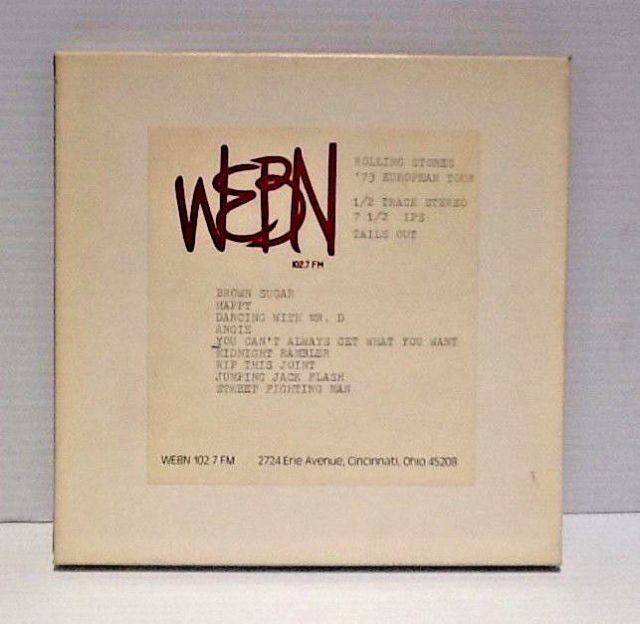 WEBN
102.7 FM
ROLLING STONES
'73 EUROPEAN TOUR
1/2 TRACK STEREO
7 1/2 IPS
TAILS OUT
BROWN SUGAR
HAPPY
DANCING WITH MR. D
ANGIE
YOU CAN'T ALWAYS GET WHAT YOU WANT
MIDNIGHT RAMBLER
RIP THIS JOINT
JUMPING JACK FLASH
STREET FIGHTING MAN
WEBN 102.7 FM 2724 Erie Avenue, Cincinnati, Ohio 45208